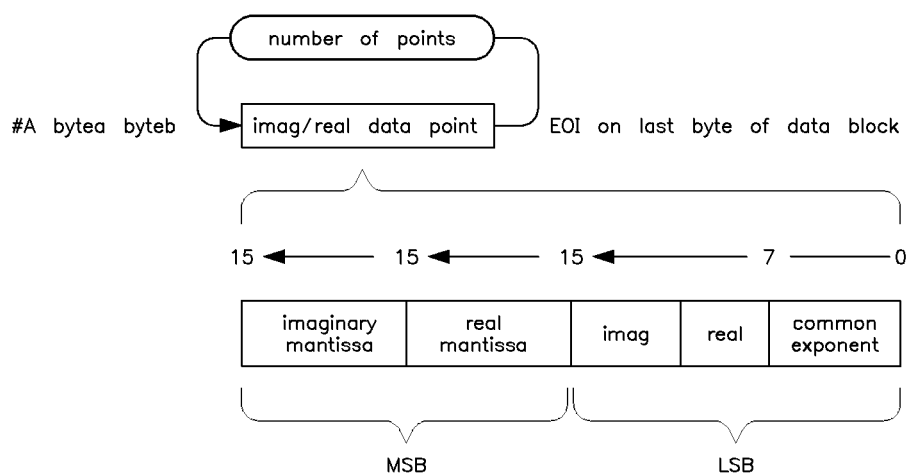 number of points
#A bytea byteb imag/real data point EOI on last byte of data block
15 15 15 7 0
imaginary mantissa real mantissa imag real common exponent
MSB LSB